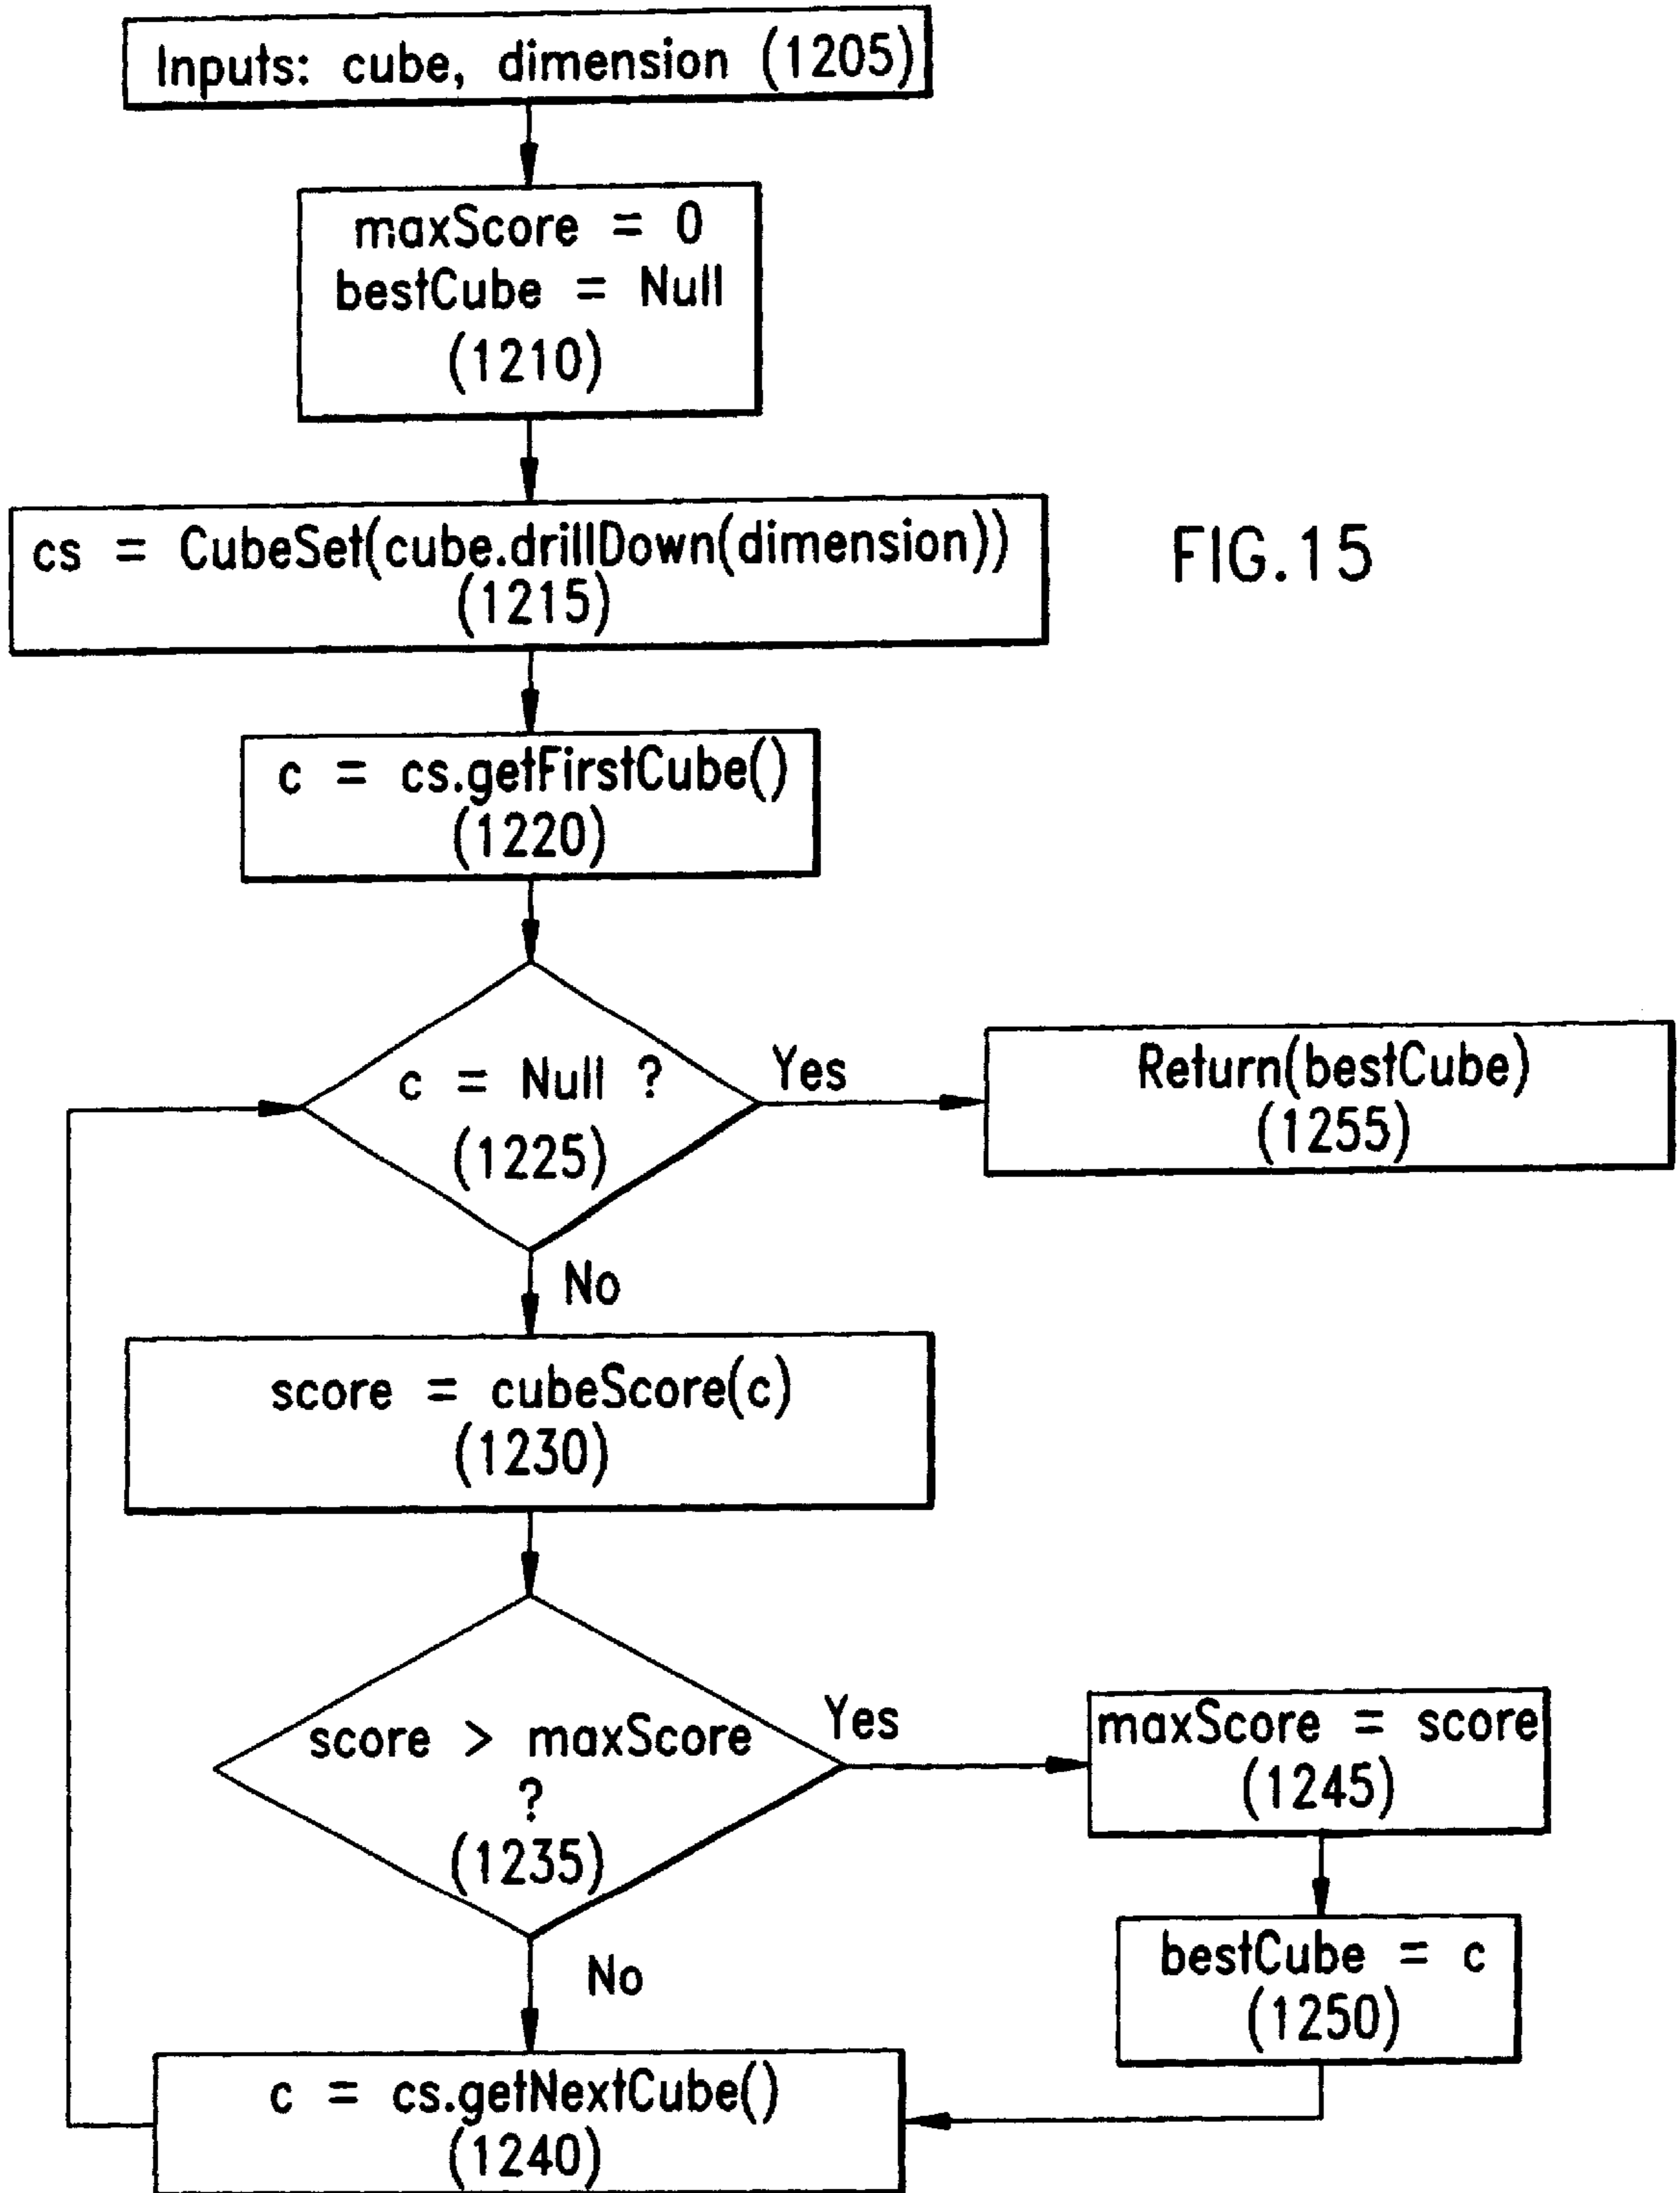 Inputs: cube, dimension (1205)
maxScore = 0
bestCube = Null
(1210)
cs = CubeSet(cube.drillDown(dimension))
(1215)
FIG.15
c = cs.getFirstCube()
(1220)
c = Null ?
(1225)
Yes
Return(bestCube)
(1255)
No
score = cubeScore(c)
(1230)
score > maxScore
?
(1235)
Yes
maxScore = score
(1245)
bestCube = c
(1250)
No
c = cs.getNextCube()
(1240)